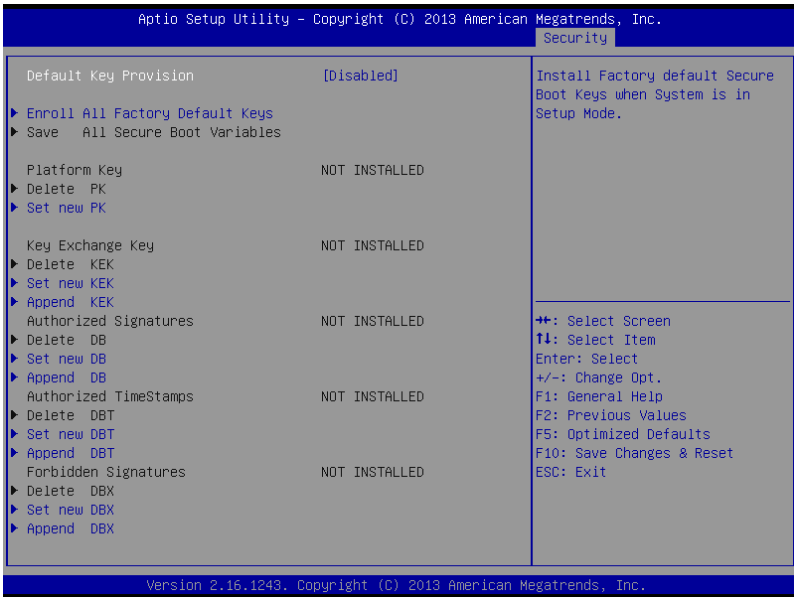 Aptio Setup Utility – Copyright (C) 2013 American Megatrends, Inc.
Security
Default Key Provision [Disabled]
Enroll All Factory Default Keys
Save All Secure Boot Variables
Platform Key NOT INSTALLED
Delete PK
Set new PK
Key Exchange Key NOT INSTALLED
Delete KEK
Set new KEK
Append KEK
Authorized Signatures NOT INSTALLED
Delete DB
Set new DB
Append DB
Authorized TimeStamps NOT INSTALLED
Delete DBT
Set new DBT
Append DBT
Forbidden Signatures NOT INSTALLED
Delete DBX
Set new DBX
Append DBX
Install Factory default Secure
Boot Keys when System is in
Setup Mode.
→←: Select Screen
↑↓: Select Item
Enter: Select
+/-: Change Opt.
F1: General Help
F2: Previous Values
F5: Optimized Defaults
F10: Save Changes & Reset
ESC: Exit
Version 2.16.1243. Copyright (C) 2013 American Megatrends, Inc.